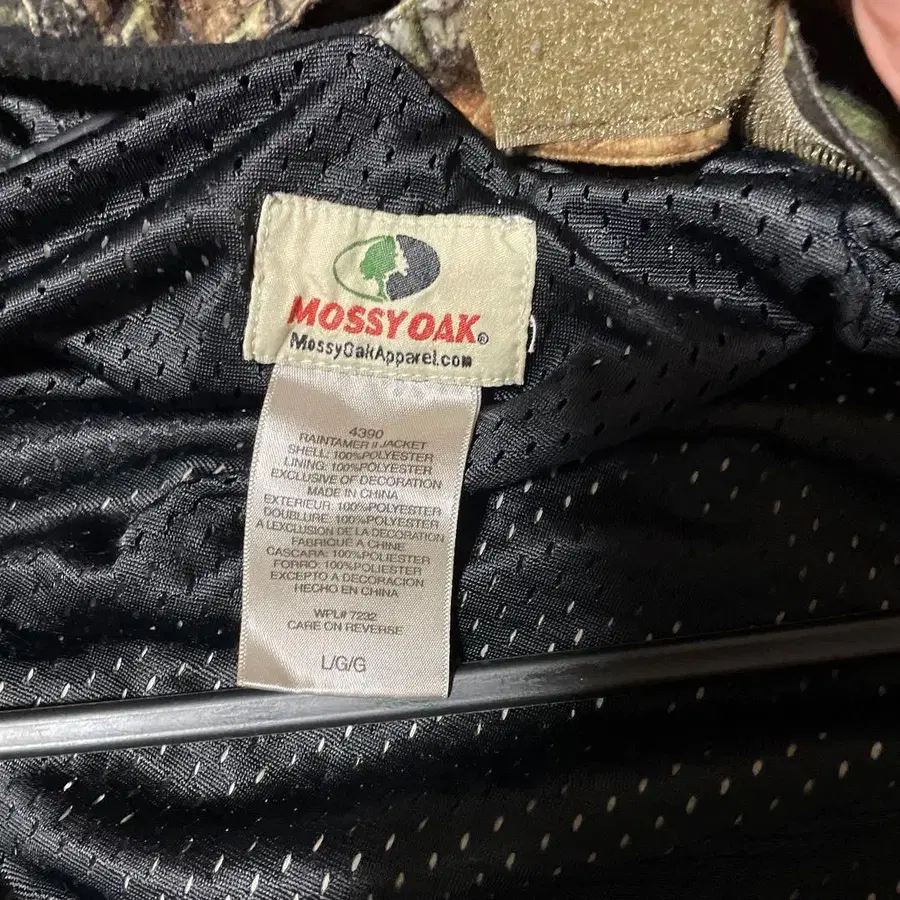 MOSSY OAK®
MossyOakApparel.com
4390
RAINTAMER II JACKET
SHELL: 100%POLYESTER
LINING: 100%POLYESTER
EXCLUSIVE OF DECORATION
MADE IN CHINA
EXTERIEUR: 100%POLYESTER
DOUBLURE: 100%POLYESTER
A LEXCLUSION DE LA DECORATION
FABRIQUE A CHINE
CASCARA: 100%POLIESTER
FORRO: 100%POLIESTER
EXCEPTO A DECORACION
HECHO EN CHINA
WPL# 7232
CARE ON REVERSE
L/G/G